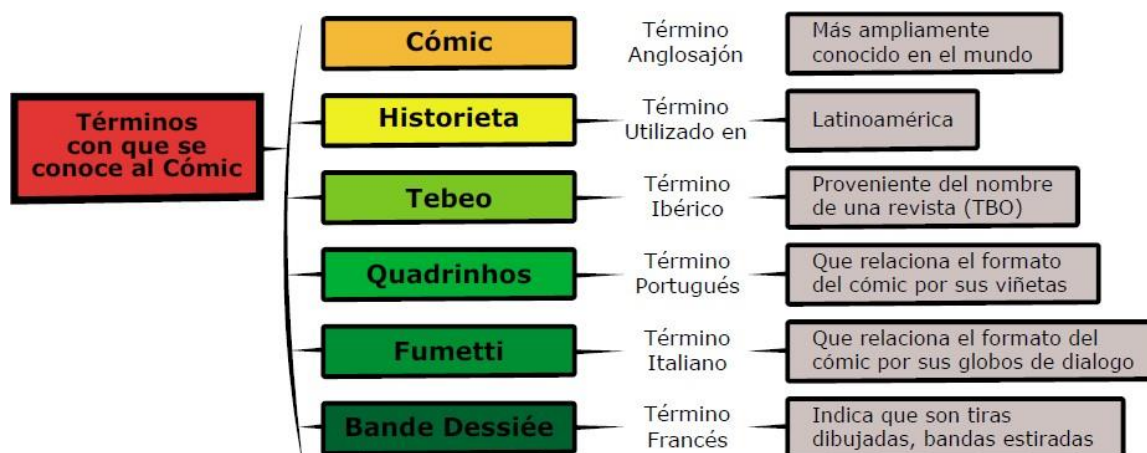 Términos
con que se
conoce al Cómic
Cómic
Término
Anglosajón
Más ampliamente
conocido en el mundo
Historieta
Término
Utilizado en
Latinoamérica
Tebeo
Término
Ibérico
Proveniente del nombre
de una revista (TBO)
Quadrinhos
Término
Portugués
Que relaciona el formato
del cómic por sus viñetas
Fumetti
Término
Italiano
Que relaciona el formato del
cómic por sus globos de dialogo
Bande Dessiée
Término
Francés
Indica que son tiras
dibujadas, bandas estiradas